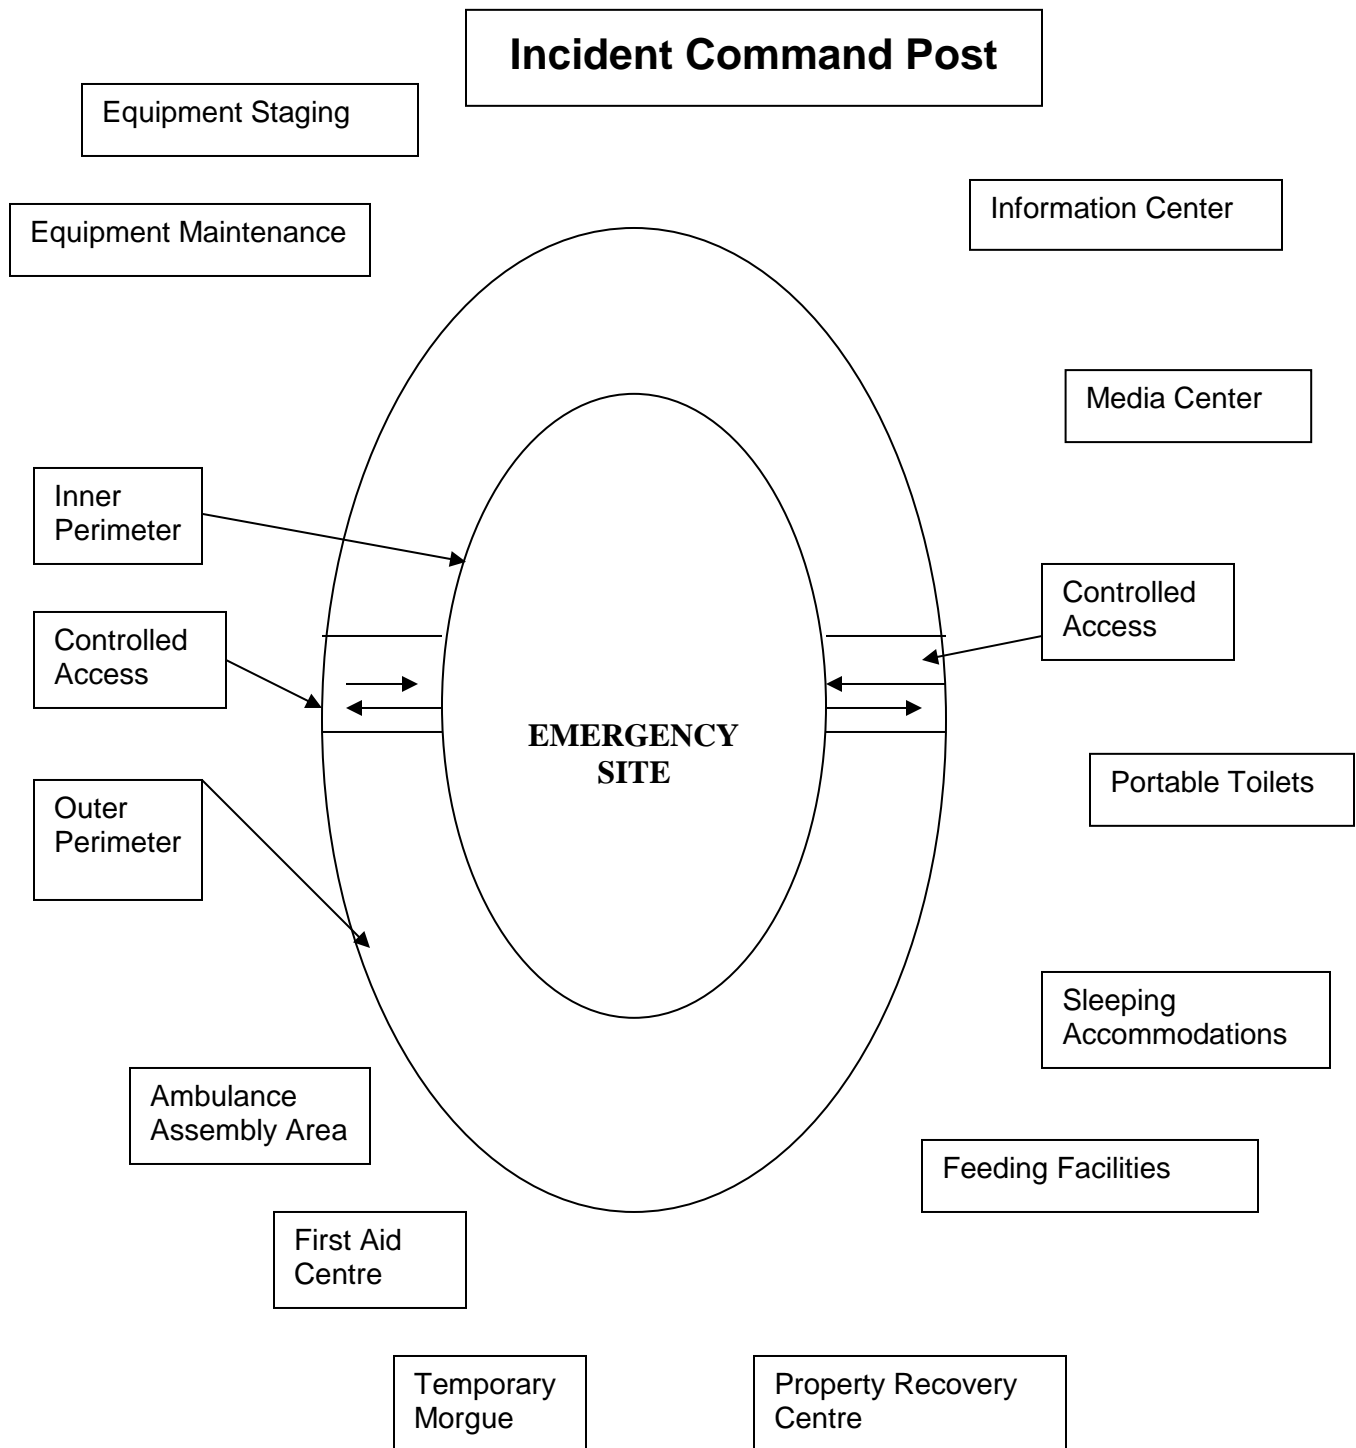 Incident Command Post
Equipment Staging
Information Center
Equipment Maintenance
Media Center
Inner
Perimeter
Controlled
Access
Controlled
Access
EMERGENCY
SITE
Portable Toilets
Outer
Perimeter
Sleeping
Accommodations
Ambulance
Assembly Area
Feeding Facilities
First Aid
Centre
Temporary
Morgue
Property Recovery
Centre